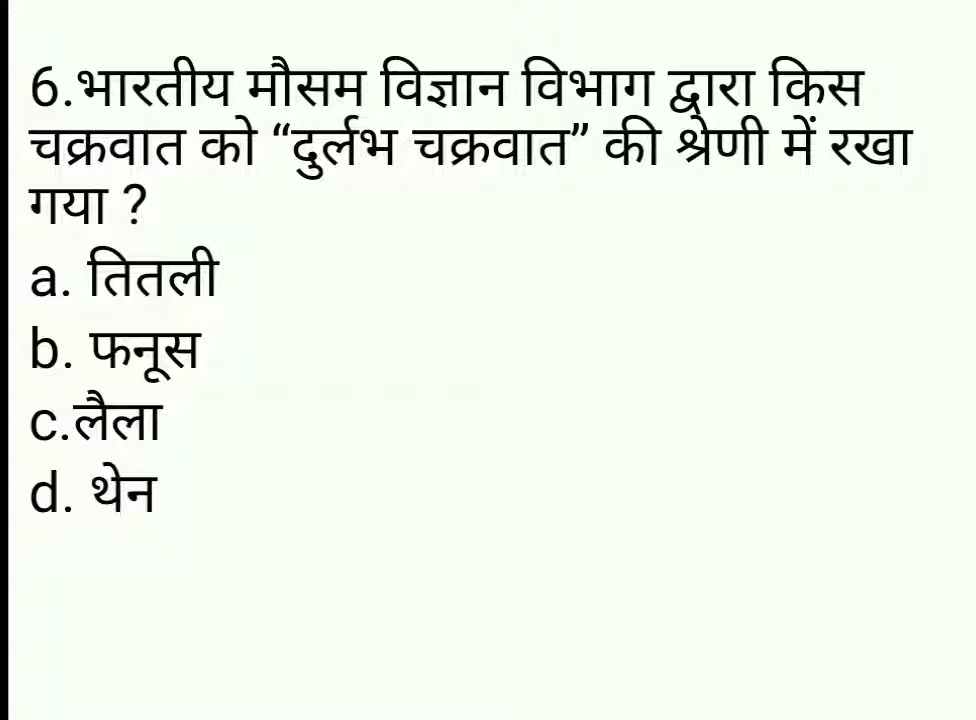 6.भारतीय मौसम विज्ञान विभाग द्वारा किस
चक्रवात को “दुर्लभ चक्रवात” की श्रेणी में रखा
गया ?
a. तितली
b. फनूस
c.लैला
d. थेन